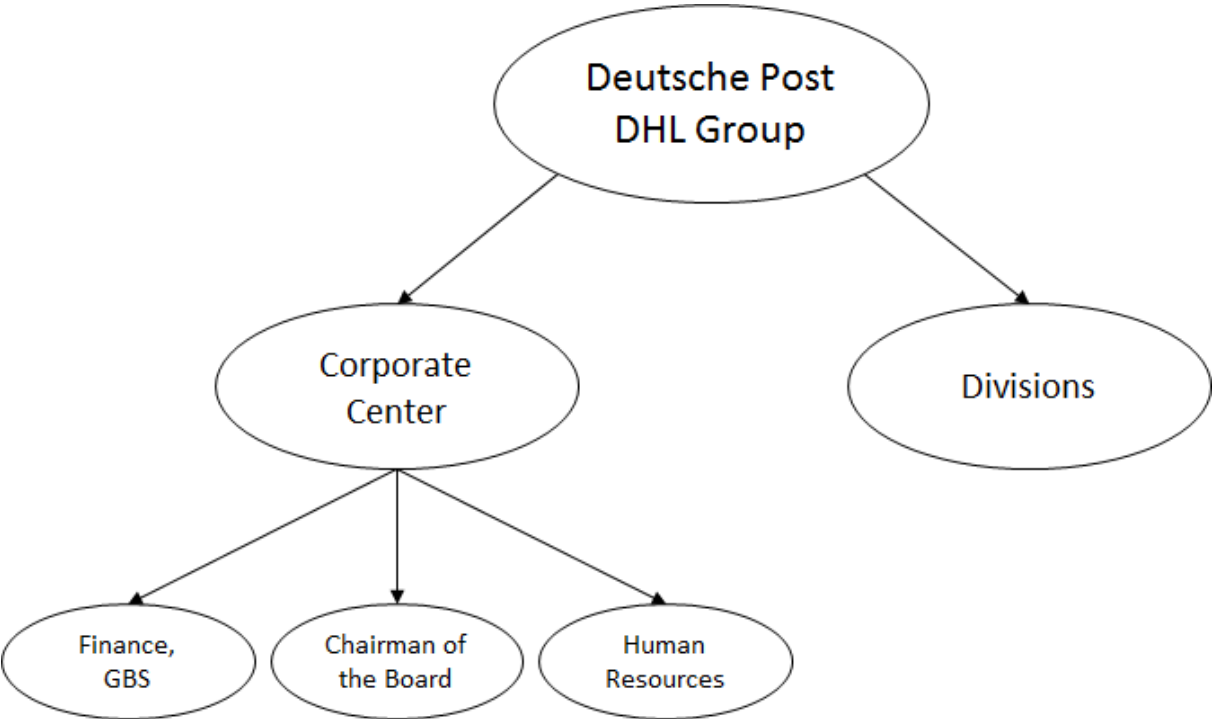 Deutsche Post
DHL Group
Corporate
Center
Divisions
Finance,
GBS
Chairman of
the Board
Human
Resources